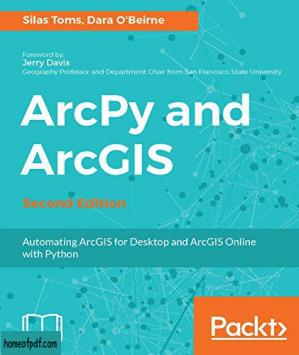 Silas Toms, Dara O'Beirne
Foreword by:
Jerry Davis
Geography Professor and Department Chair from San Francisco State University
ArcPy and
ArcGIS
Second Edition
Automating ArcGIS for Desktop and ArcGIS Online
with Python
Packt>
homeofpdf.com